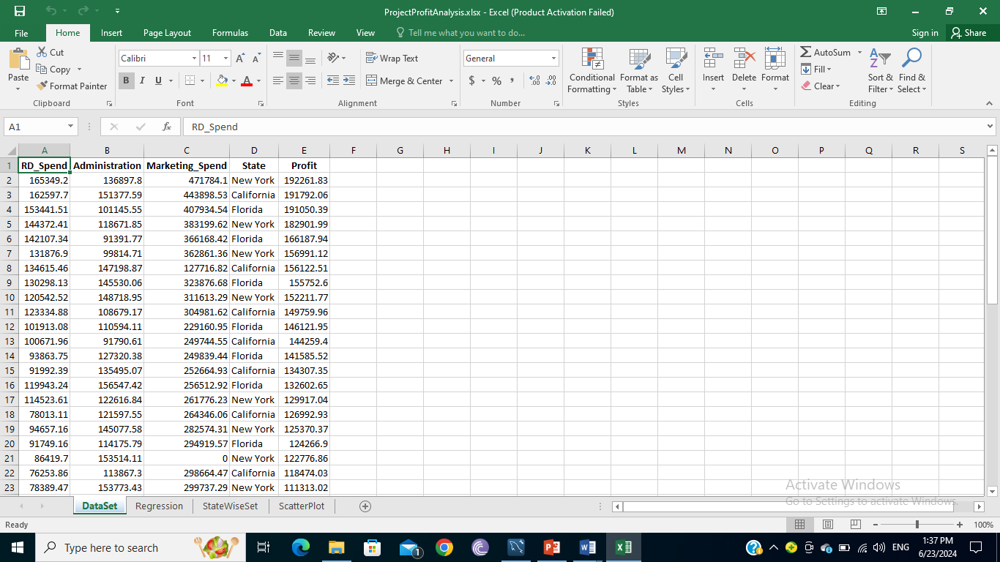 ProjectProfitAnalysis.xlsx - Excel (Product Activation Failed)
File Home Insert Page Layout Formulas Data Review View Tell me what you want to do... Sign in Share
Cut
Copy
Format Painter
Paste
Calibri 11
B I U A
Wrap Text
Merge & Center
General
$ % ,
Conditional Formatting
Format as Table
Cell Styles
Insert Delete Format
AutoSum
Fill
Clear
Sort & Filter
Find & Select
Clipboard Font Alignment Number Styles Cells Editing
A1 fx RD_Spend
A B C D E F G H I J K L M N O P Q R S
1 RD_Spend Administration Marketing_Spend State Profit
2 165349.2 136897.8 471784.1 New York 192261.83
3 162597.7 151377.59 443898.53 California 191792.06
4 153441.51 101145.55 407934.54 Florida 191050.39
5 144372.41 118671.85 383199.62 New York 182901.99
6 142107.34 91391.77 366168.42 Florida 166187.94
7 131876.9 99814.71 362861.36 New York 156991.12
8 134615.46 147198.87 127716.82 California 156122.51
9 130298.13 145530.06 323876.68 Florida 155752.6
10 120542.52 148718.95 311613.29 New York 152211.77
11 123334.88 108679.17 304981.62 California 149759.96
12 101913.08 110594.11 229160.95 Florida 146121.95
13 100671.96 91790.61 249744.55 California 144259.4
14 93863.75 127320.38 249839.44 Florida 141585.52
15 91992.39 135495.07 252664.93 California 134307.35
16 119943.24 156547.42 256512.92 Florida 132602.65
17 114523.61 122616.84 261776.23 New York 129917.04
18 78013.11 121597.55 264346.06 California 126992.93
19 94657.16 145077.58 282574.31 New York 125370.37
20 91749.16 114175.79 294919.57 Florida 124266.9
21 86419.7 153514.11 0 New York 122776.86
22 76253.86 113867.3 298664.47 California 118474.03
23 78389.47 153773.43 299737.29 New York 111313.02
Activate Windows
Go to Settings to activate Windows.
DataSet Regression StateWiseSet ScatterPlot
Ready 100%
Type here to search
1
ENG
1:37 PM
6/23/2024